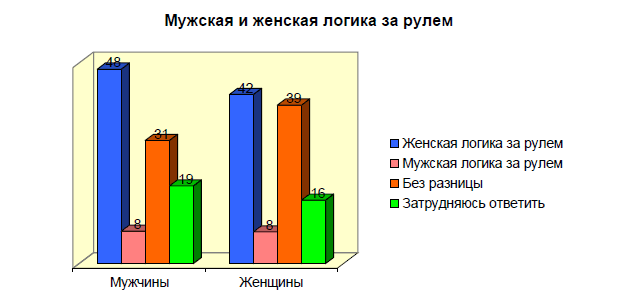 Мужская и женская логика за рулем
48
8
31
19
42
8
39
16
Женская логика за рулем
Мужская логика за рулем
Без разницы
Затрудняюсь ответить
Мужчины
Женщины